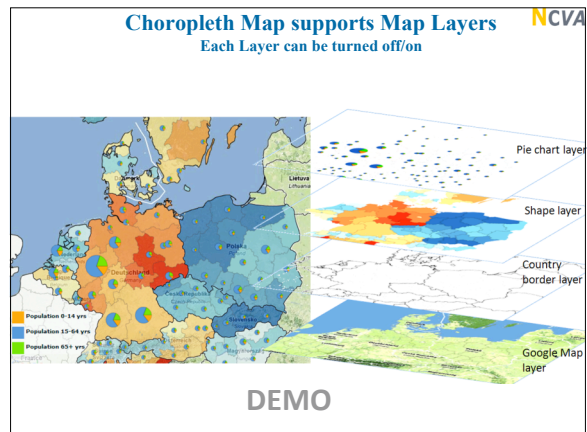 Choropleth Map supports Map Layers
NCVA
Each Layer can be turned off/on
Pie chart layer
Lietuva
Lithuania
Shape layer
Polska
Deutschland
Germany
Country
border layer
Population 0-14 yrs
Population 15-64 yrs
Population 65+ yrs
Google Map
layer
DEMO